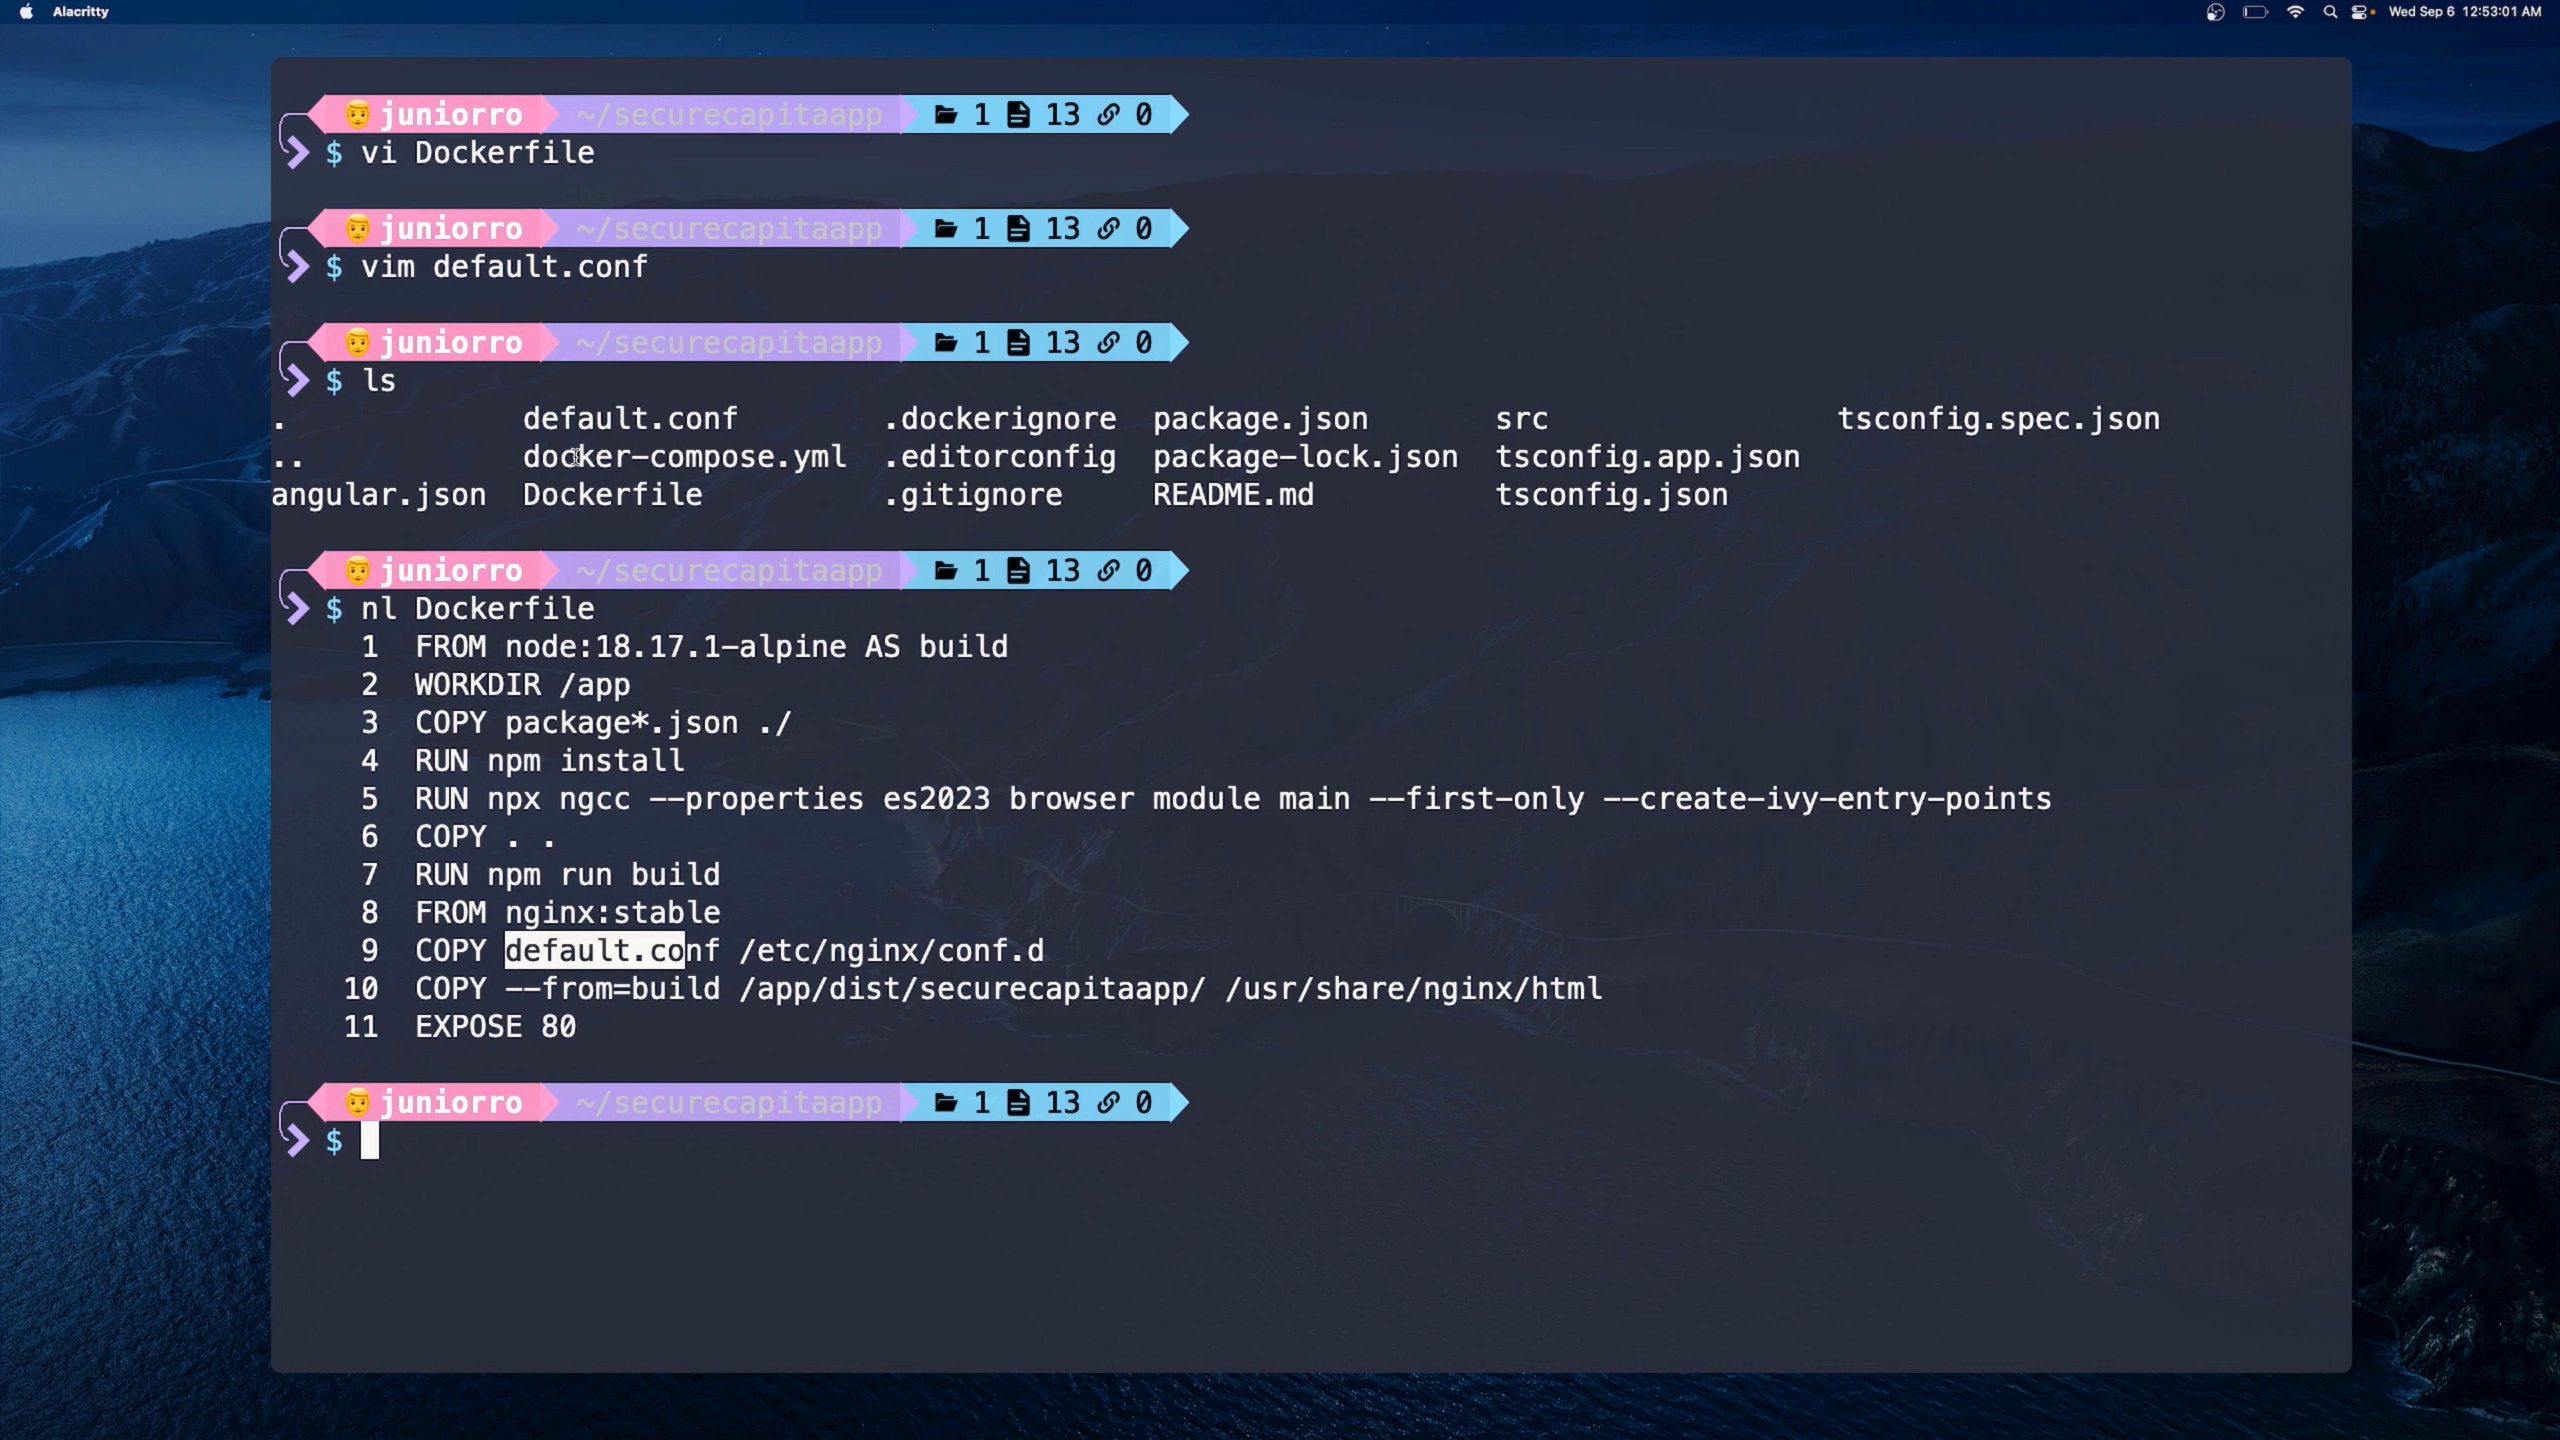 Alacritty Wed Sep 6 12:53:01 AM
juniorro ~/securecapitaapp 1 13 0
$ vi Dockerfile
juniorro ~/securecapitaapp 1 13 0
$ vim default.conf
juniorro ~/securecapitaapp 1 13 0
$ ls
. default.conf .dockerignore package.json src tsconfig.spec.json
.. docker-compose.yml .editorconfig package-lock.json tsconfig.app.json
angular.json Dockerfile .gitignore README.md tsconfig.json
juniorro ~/securecapitaapp 1 13 0
$ nl Dockerfile
1 FROM node:18.17.1-alpine AS build
2 WORKDIR /app
3 COPY package*.json ./
4 RUN npm install
5 RUN npx ngcc --properties es2023 browser module main --first-only --create-ivy-entry-points
6 COPY . .
7 RUN npm run build
8 FROM nginx:stable
9 COPY default.conf /etc/nginx/conf.d
10 COPY --from=build /app/dist/securecapitaapp/ /usr/share/nginx/html
11 EXPOSE 80
juniorro ~/securecapitaapp 1 13 0
$